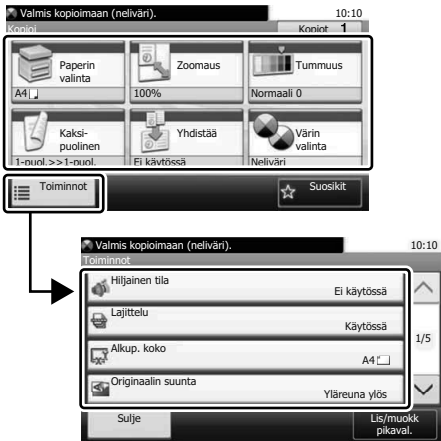 Valmis kopioimaan (neliväri). 10:10
Kopioi Kopiot 1
Paperin valinta
A4
Zoomaus
100%
Tummuus
Normaali 0
Kaksi-
puolinen
1-puol.>>1-puol.
Yhdistää
Ei käytössä
Värin
valinta
Neliväri
Toiminnot
Suosikit
Valmis kopioimaan (neliväri). 10:10
Toiminnot
Hiljainen tila
Ei käytössä
Lajittelu
Käytössä
1/5
Alkup. koko
A4
Originaalin suunta
Yläreuna ylös
Sulje
Lis/muokk
pikaval.